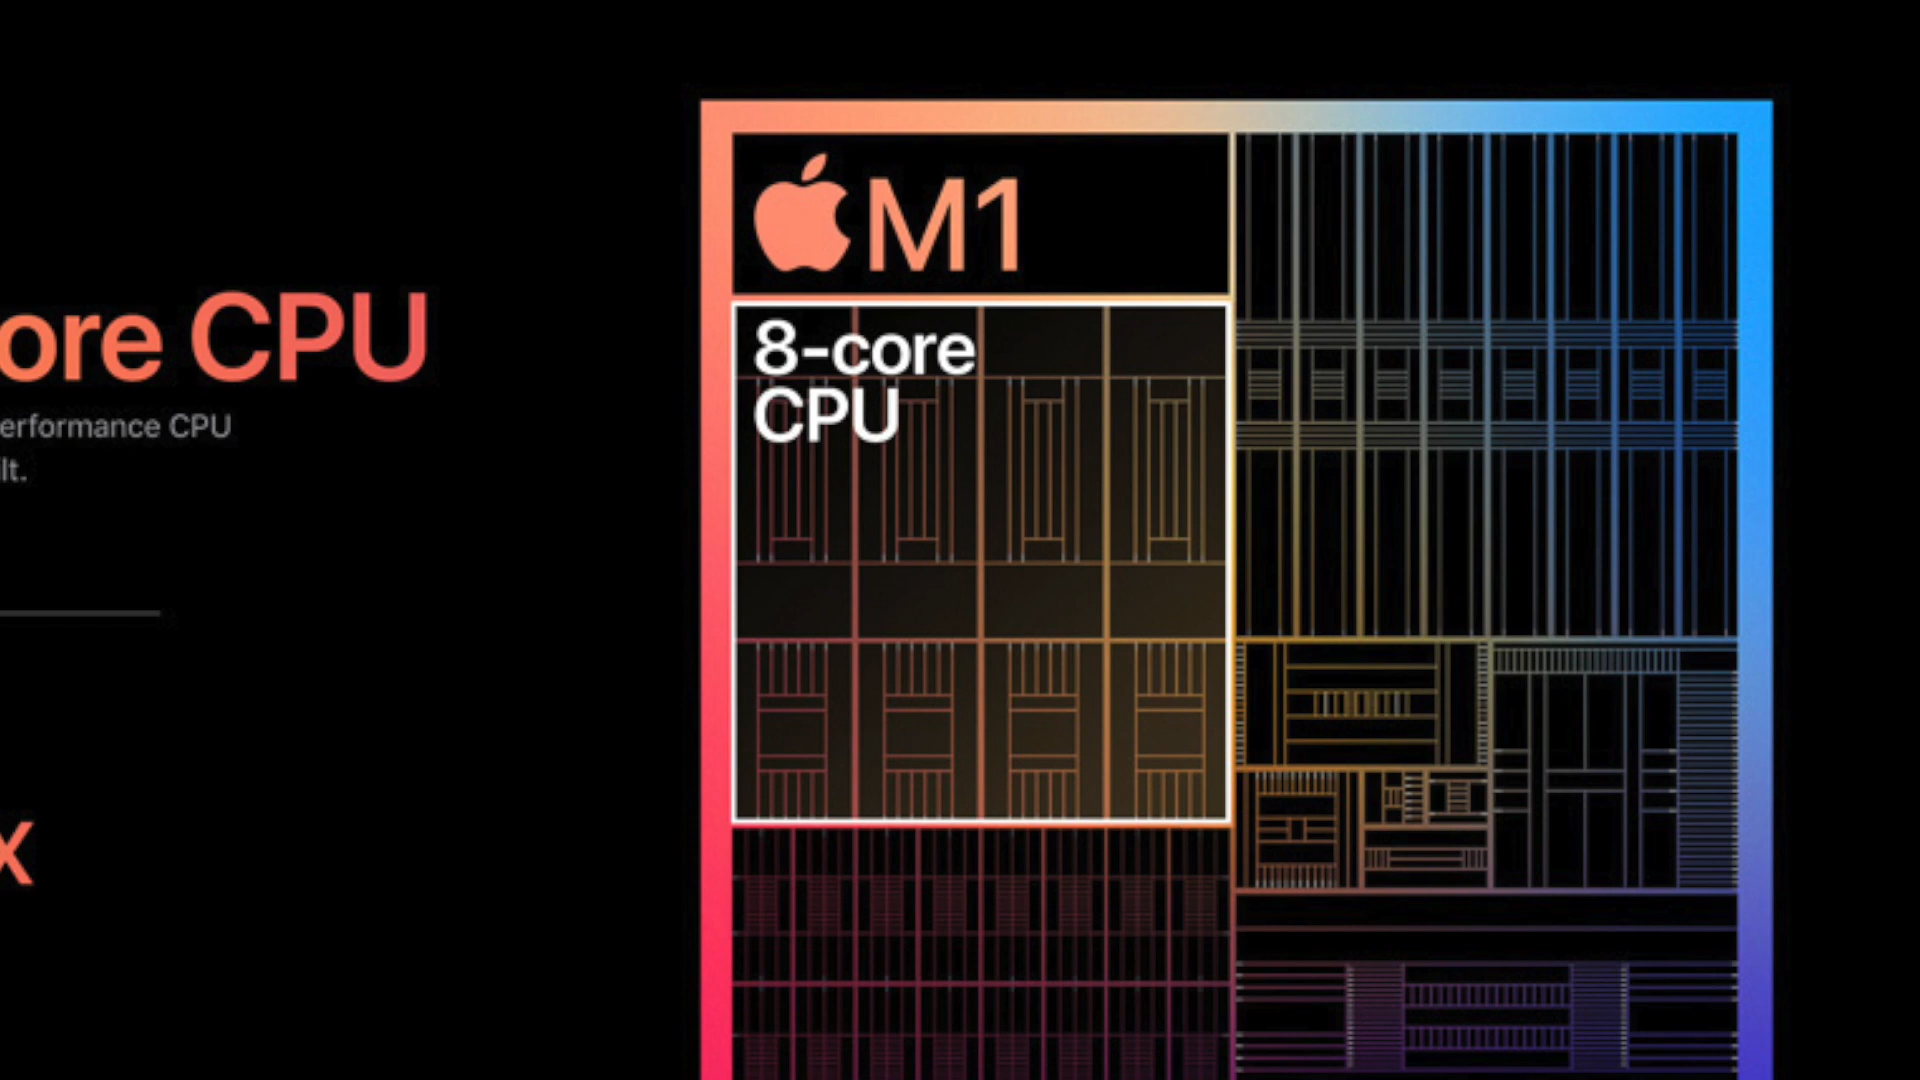 ore CPU
erformance CPU
lt.
x
M1
8-core
CPU